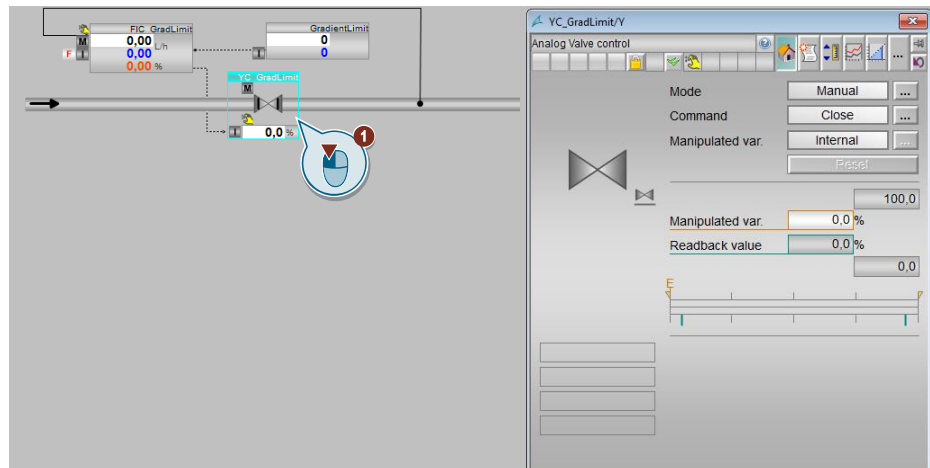 FIC_GradLimit
M 0,00 L/h
F I 0,00
0,00 %
GradientLimit
0
I 0
YC_GradLimit
M
I 0,0 %
1
YC_GradLimit/Y
Analog Valve control
...
Mode Manual ...
Command Close ...
Manipulated var. Internal ...
Reset
100,0
Manipulated var. 0,0 %
Readback value 0,0 %
0,0
E